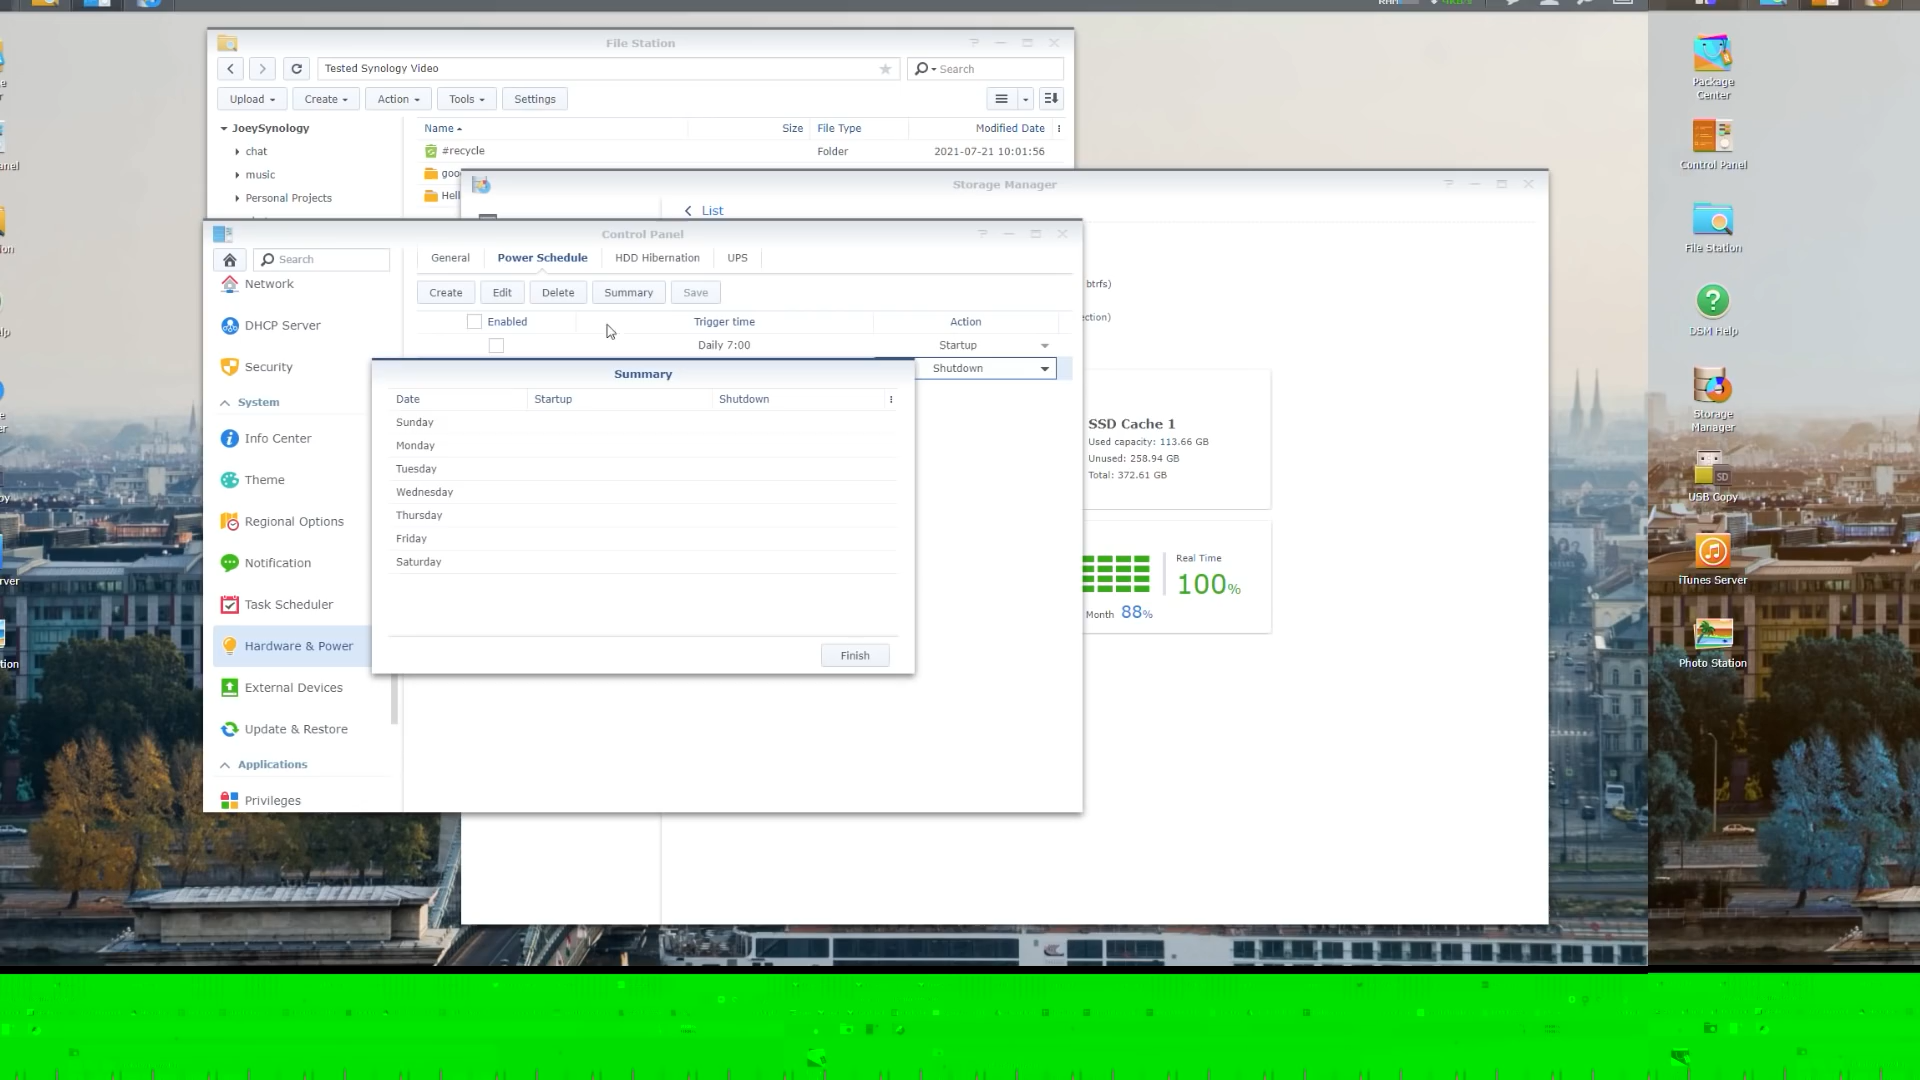 File Station
Tested Synology Video
Search
Upload
Create
Action
Tools
Settings
JoeySynology
chat
music
Personal Projects
Name
Size
File Type
Modified Date
#recycle
Folder
2021-07-21 10:01:56
goo
Hell
Storage Manager
List
btrfs)
ection)
SSD Cache 1
Used capacity: 113.66 GB
Unused: 258.94 GB
Total: 372.61 GB
Real Time
100%
Month 88%
Control Panel
Search
Network
DHCP Server
Security
System
Info Center
Theme
Regional Options
Notification
Task Scheduler
Hardware & Power
External Devices
Update & Restore
Applications
Privileges
General
Power Schedule
HDD Hibernation
UPS
Create
Edit
Delete
Summary
Save
Enabled
Trigger time
Action
Daily 7:00
Startup
Shutdown
Summary
Date
Startup
Shutdown
Sunday
Monday
Tuesday
Wednesday
Thursday
Friday
Saturday
Finish
Package
Center
Control Panel
File Station
DSM Help
Storage
Manager
USB Copy
iTunes Server
Photo Station